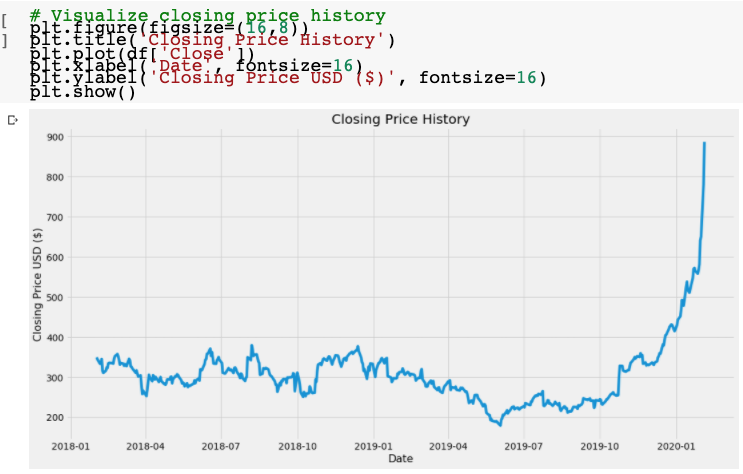 # Visualize closing price history
[
plt.figure(figsize=(16,8))
]
plt.title('Closing Price History')
plt.plot(df['Close'])
plt.xlabel('Date', fontsize=16)
plt.ylabel('Closing Price USD ($)', fontsize=16)
plt.show()
Closing Price History
900
800
700
600
500
400
300
200
Closing Price USD ($)
2018-01 2018-04 2018-07 2018-10 2019-01 2019-04 2019-07 2019-10 2020-01
Date